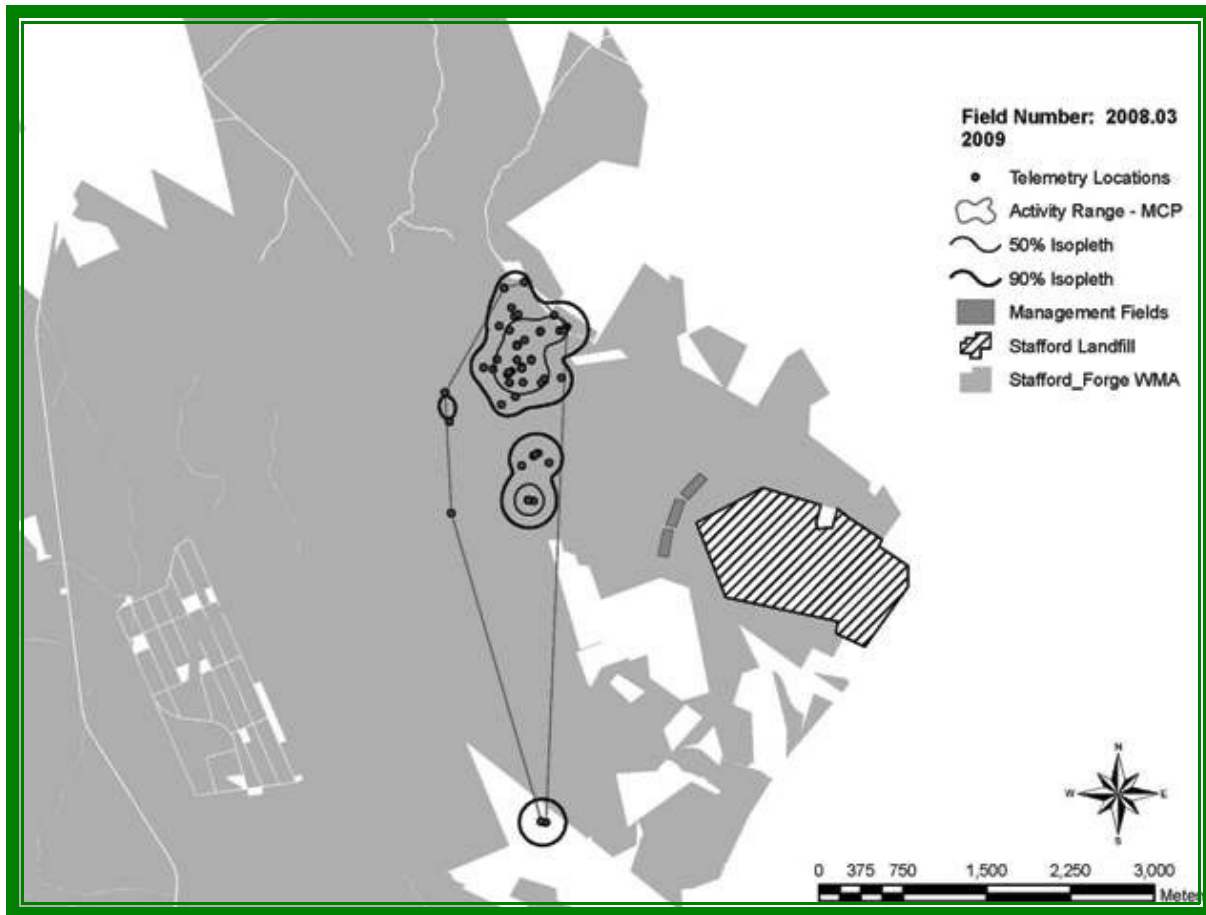 Field Number: 2008.03
2009
Telemetry Locations
Activity Range - MCP
50% Isopleth
90% Isopleth
Management Fields
Stafford Landfill
Stafford_Forge WMA
N
W E
S
0 375 750 1,500 2,250 3,000
Meter